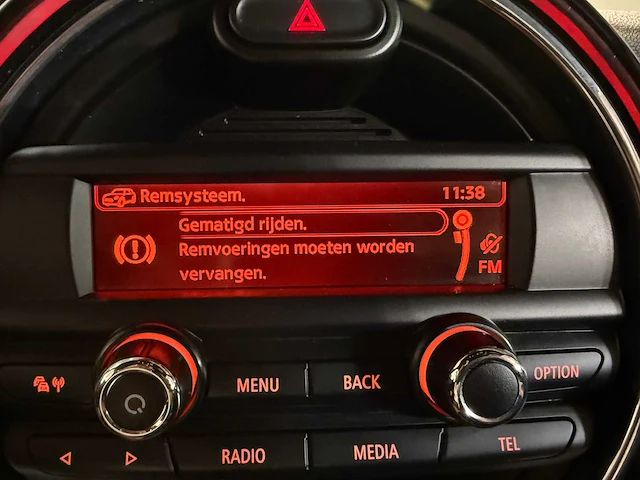 Remsysteem. 11:38
Gematigd rijden.
Remvoeringen moeten worden
vervangen.
FM
MENU BACK OPTION
RADIO MEDIA TEL